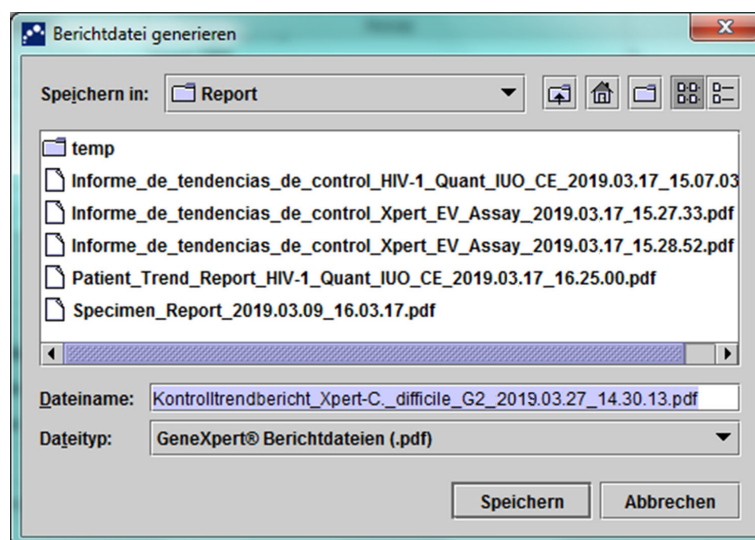 Berichtdatei generieren
Speichern in: Report
temp
Informe_de_tendencias_de_control_HIV-1_Quant_IUO_CE_2019.03.17_15.07.03
Informe_de_tendencias_de_control_Xpert_EV_Assay_2019.03.17_15.27.33.pdf
Informe_de_tendencias_de_control_Xpert_EV_Assay_2019.03.17_15.28.52.pdf
Patient_Trend_Report_HIV-1_Quant_IUO_CE_2019.03.17_16.25.00.pdf
Specimen_Report_2019.03.09_16.03.17.pdf
Dateiname: Kontrolltrendbericht_Xpert-C._difficile_G2_2019.03.27_14.30.13.pdf
Dateityp: GeneXpert® Berichtdateien (.pdf)
Speichern Abbrechen